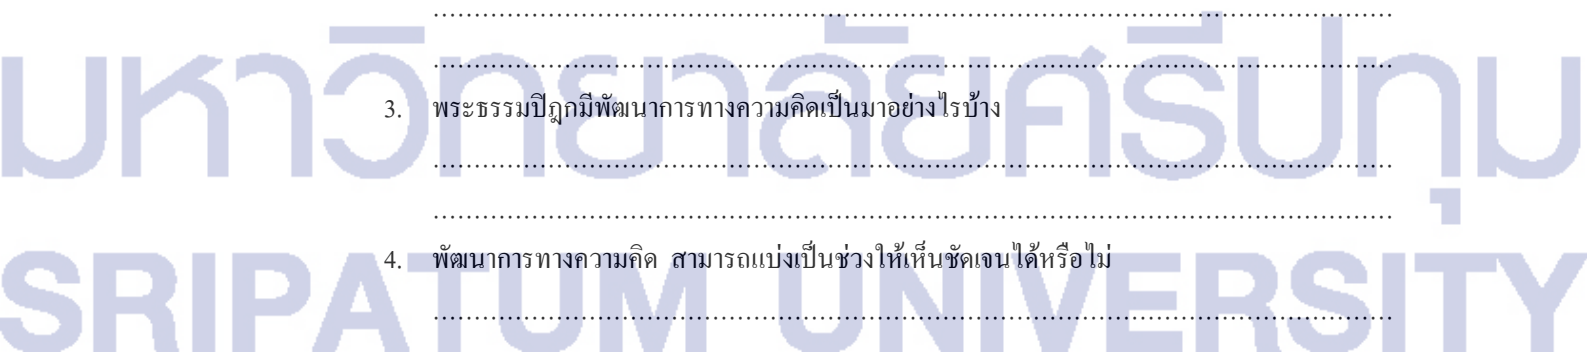 ................................................................................................
มหาวิทยาลัยศรีปทุม
................................................................................................
3. พระธรรมปิฎกมีพัฒนาการทางความคิดเป็นมาอย่างไรบ้าง
................................................................................................
................................................................................................
4. พัฒนาการทางความคิด สามารถแบ่งเป็นช่วงให้เห็นชัดเจนได้หรือไม่
SRIPATUM UNIVERSITY
................................................................................................